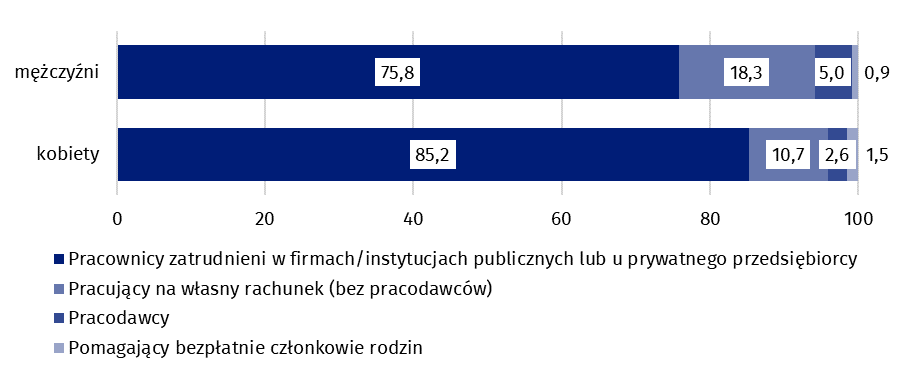 mężczyźni 75,8 18,3 5,0 0,9
kobiety 85,2 10,7 2,6 1,5
0 20 40 60 80 100
Pracownicy zatrudnieni w firmach/instytucjach publicznych lub u prywatnego przedsiębiorcy
Pracujący na własny rachunek (bez pracodawców)
Pracodawcy
Pomagający bezpłatnie członkowie rodzin